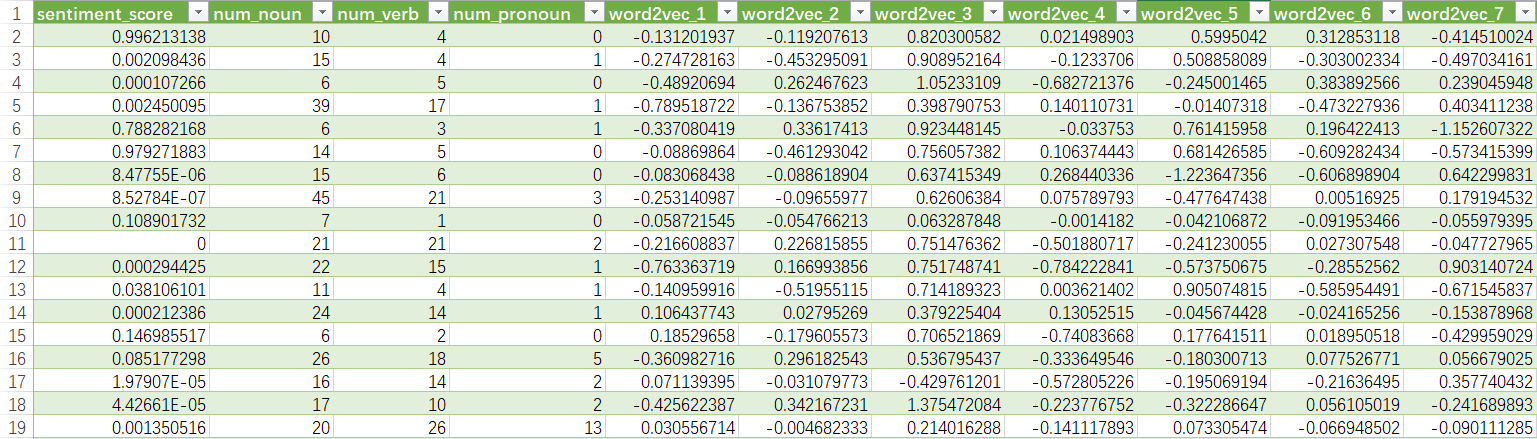 1 sentiment_score num_noun num_verb num_pronoun word2vec_1 word2vec_2 word2vec_3 word2vec_4 word2vec_5 word2vec_6 word2vec_7
2 0.996213138 10 4 0 -0.131201937 -0.119207613 0.820300582 0.021498903 0.5995042 0.312853118 -0.414510024
3 0.002098436 15 4 1 -0.274728163 -0.453295091 0.908952164 -0.1233706 0.508858089 -0.303002334 -0.497034161
4 0.000107266 6 5 0 -0.48920694 0.262467623 1.05233109 -0.682721376 -0.245001465 0.383892566 0.239045948
5 0.002450095 39 17 1 -0.789518722 -0.136753852 0.398790753 0.140110731 -0.01407318 -0.473227936 0.403411238
6 0.788282168 6 3 1 -0.337080419 0.33617413 0.923448145 -0.033753 0.761415958 0.196422413 -1.152607322
7 0.979271883 14 5 0 -0.08869864 -0.461293042 0.756057382 0.106374443 0.681426585 -0.609282434 -0.573415399
8 8.47755E-06 15 6 0 -0.083068438 -0.088618904 0.637415349 0.268440336 -1.223647356 -0.606898904 0.642299831
9 8.52784E-07 45 21 3 -0.253140987 -0.09655977 0.62606384 0.075789793 -0.477647438 0.00516925 0.179194532
10 0.108901732 7 1 0 -0.058721545 -0.054766213 0.063287848 -0.0014182 -0.042106872 -0.091953466 -0.055979395
11 0 21 21 2 -0.216608837 0.226815855 0.751476362 -0.501880717 -0.241230055 0.027307548 -0.047727965
12 0.000294425 22 15 1 -0.763363719 0.166993856 0.751748741 -0.784222841 -0.573750675 -0.28552562 0.903140724
13 0.038106101 11 4 1 -0.140959916 -0.51955115 0.714189323 0.003621402 0.905074815 -0.585954491 -0.671545837
14 0.000212386 24 14 1 0.106437743 0.02795269 0.379225404 0.13052515 -0.045674428 -0.024165256 -0.153878968
15 0.146985517 6 2 0 0.18529658 -0.179605573 0.706521869 -0.74083668 0.177641511 0.018950518 -0.429959029
16 0.085177298 26 18 5 -0.360982716 0.296182543 0.536795437 -0.333649546 -0.180300713 0.077526771 0.056679025
17 1.97907E-05 16 14 2 0.071139395 -0.031079773 -0.429761201 -0.572805226 -0.195069194 -0.21636495 0.357740432
18 4.42661E-05 17 10 2 -0.425622387 0.342167231 1.375472084 -0.223776752 -0.322286647 0.056105019 -0.241689893
19 0.001350516 20 26 13 0.030556714 -0.004682333 0.214016288 -0.141117893 0.073305474 -0.066948502 -0.090111285